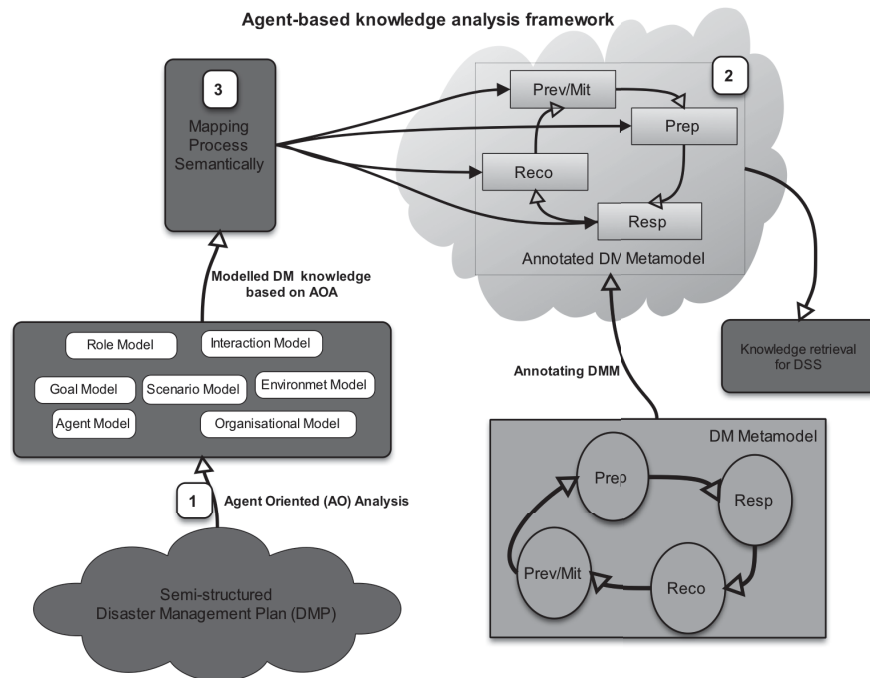 Agent-based knowledge analysis framework
3
Mapping
Process
Semantically
2
Prev/Mit
Prep
Reco
Resp
Annotated DM Metamodel
Modelled DM knowledge
based on AOA
Role Model
Interaction Model
Goal Model
Scenario Model
Environmet Model
Agent Model
Organisational Model
Knowledge retrieval
for DSS
Annotating DMM
DM Metamodel
Prep
Resp
Prev/Mit
Reco
1
Agent Oriented (AO) Analysis
Semi-structured
Disaster Management Plan (DMP)